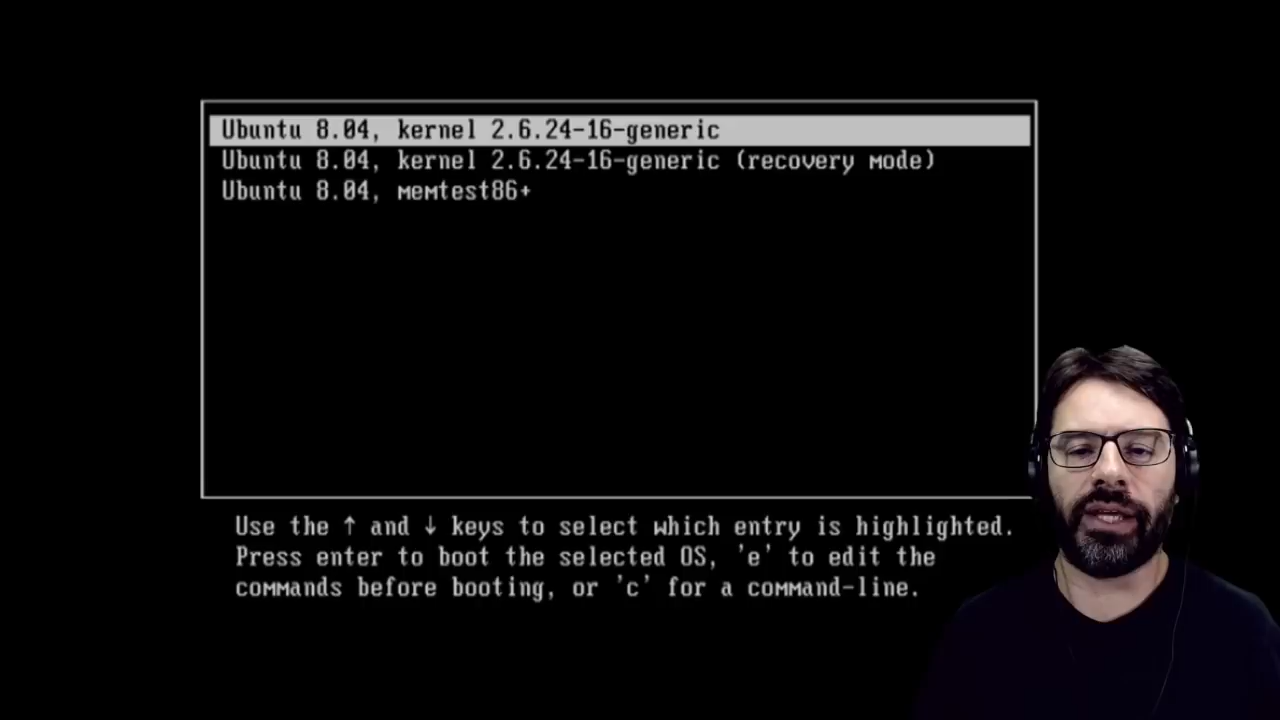 Ubuntu 8.04, kernel 2.6.24-16-generic
Ubuntu 8.04, kernel 2.6.24-16-generic (recovery mode)
Ubuntu 8.04, memtest86+
Use the ↑ and ↓ keys to select which entry is highlighted.
Press enter to boot the selected OS, 'e' to edit the
commands before booting, or 'c' for a command-line.